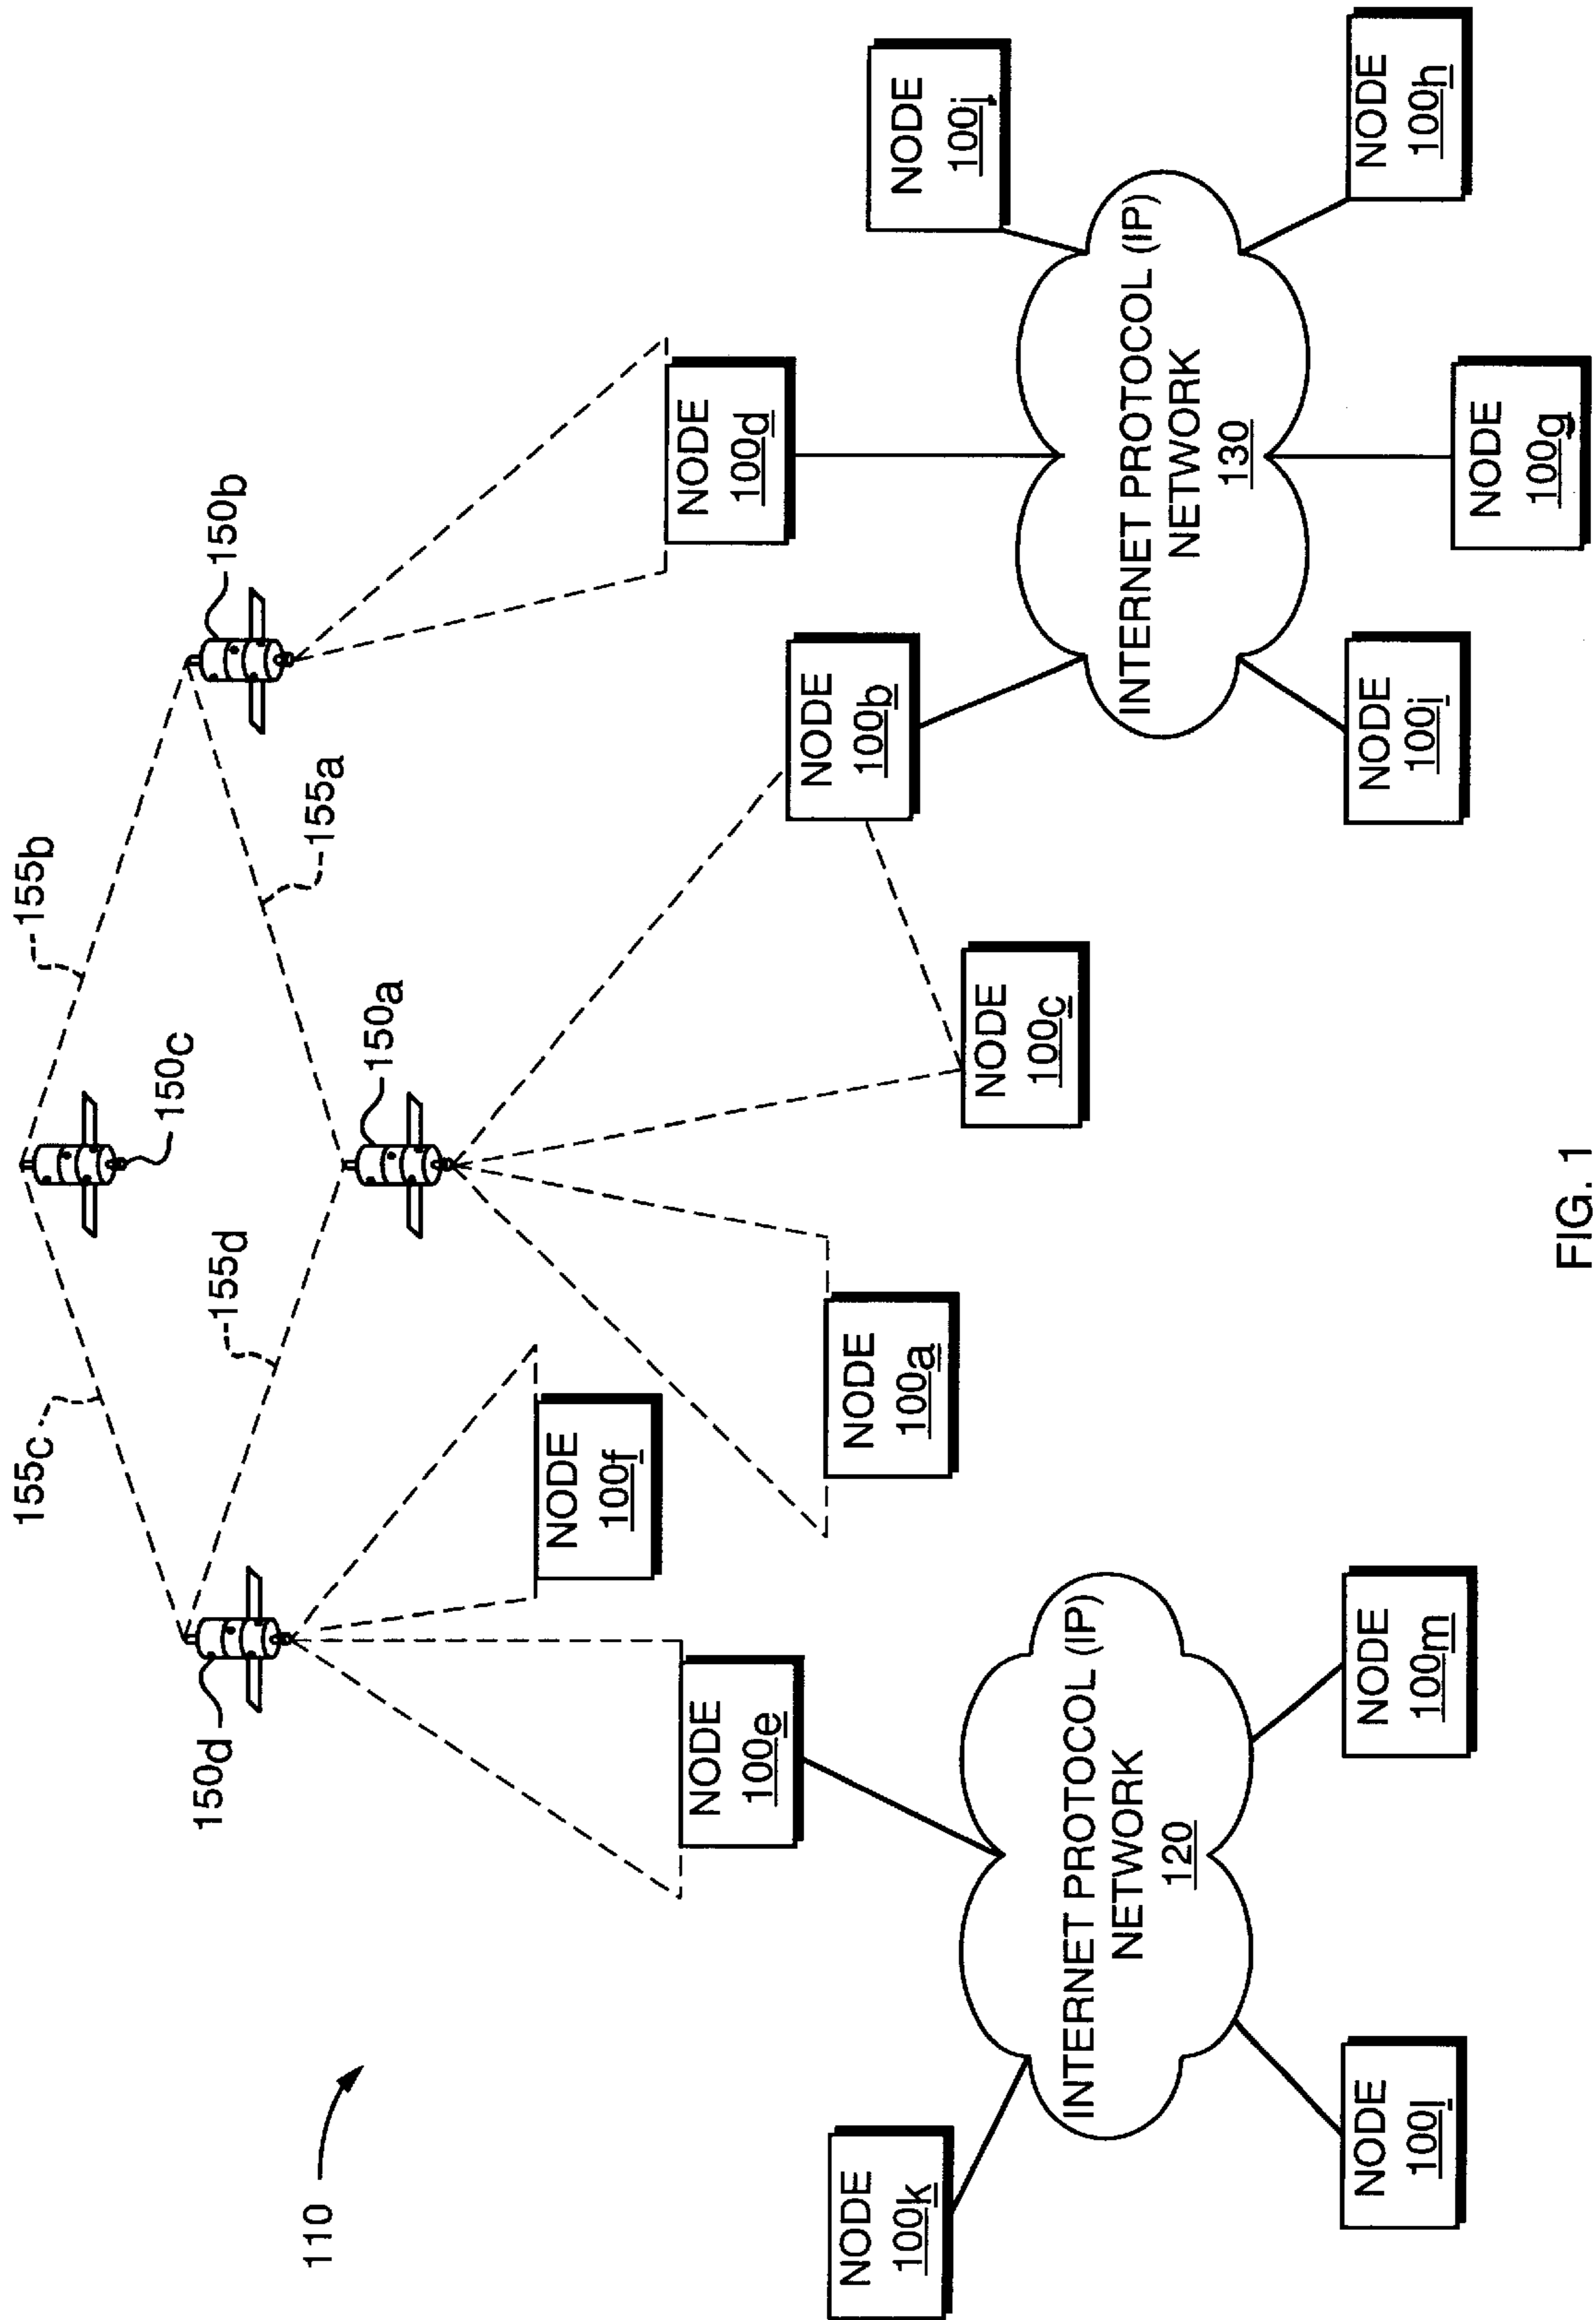 155c
155b
150c
150d
155d
150a
155a
150b
110
NODE
100f
NODE
100e
NODE
100d
NODE
100a
NODE
100c
NODE
100b
NODE
100j
NODE
100k
INTERNET PROTOCOL (IP)
NETWORK
120
INTERNET PROTOCOL (IP)
NETWORK
130
NODE
100l
NODE
100m
NODE
100i
NODE
100g
NODE
100h
FIG. 1